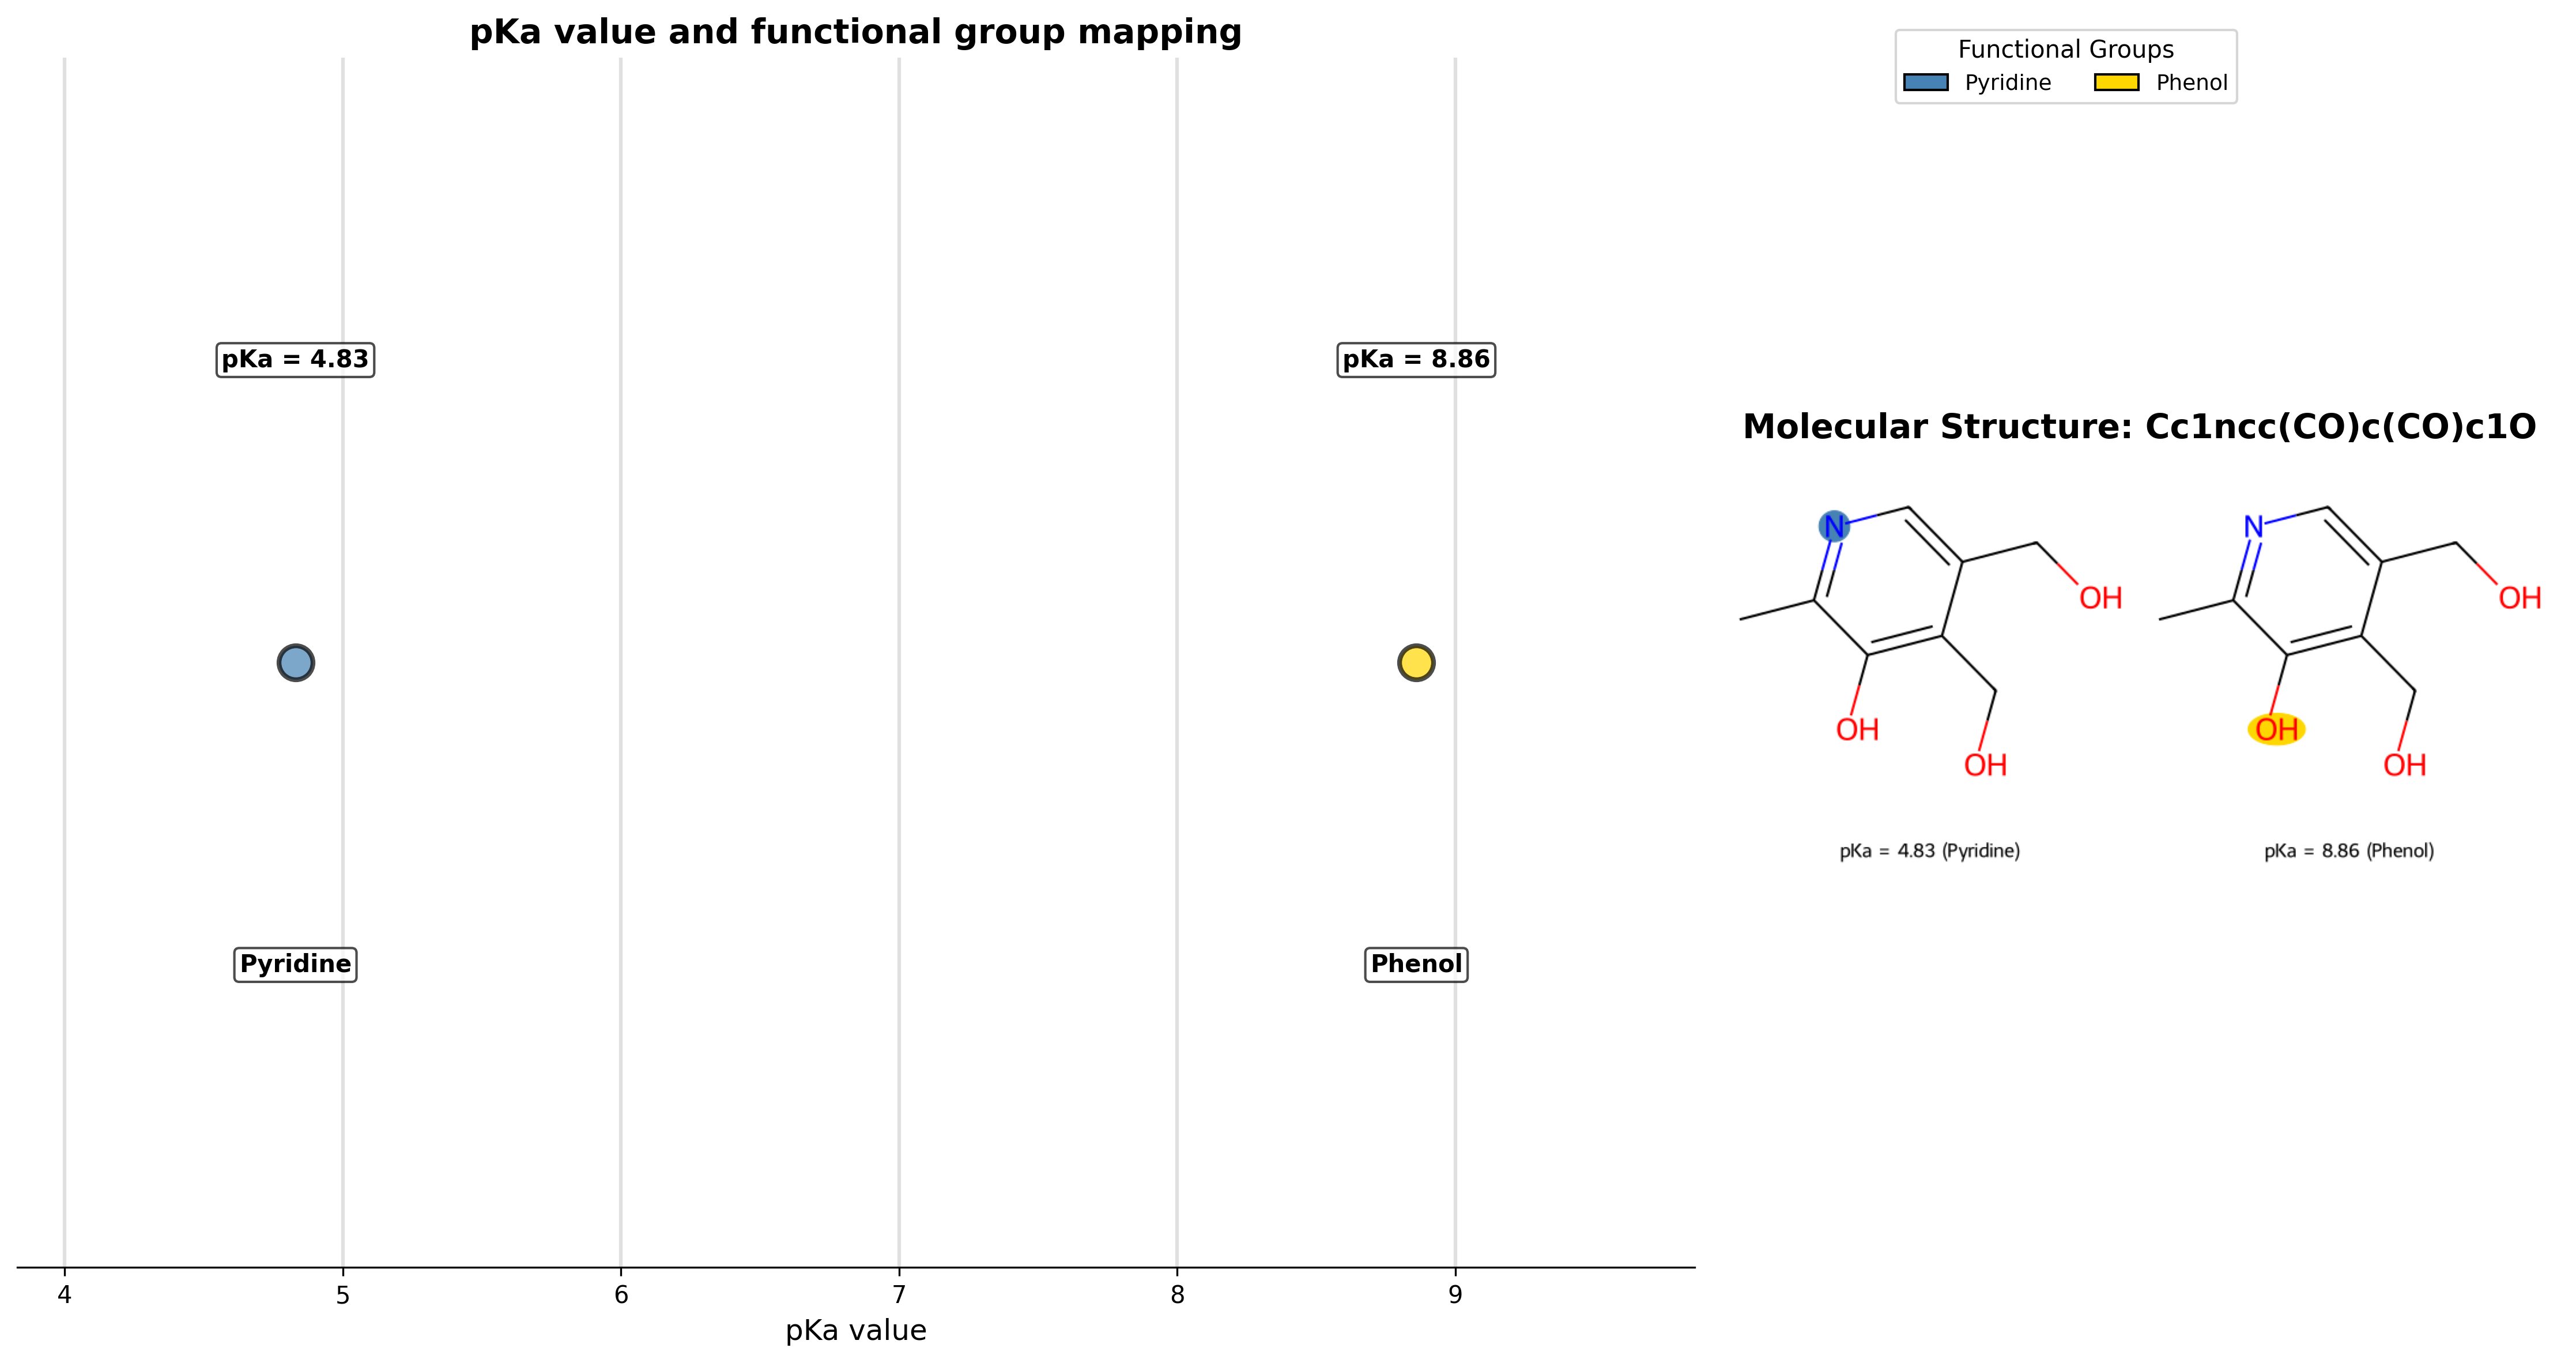 pKa value and functional group mapping
Functional Groups
Pyridine Phenol
pKa = 4.83 pKa = 8.86
Molecular Structure: Cc1ncc(CO)c(CO)c1O
N N
OH OH
OH OH
OH OH
pKa = 4.83 (Pyridine) pKa = 8.86 (Phenol)
Pyridine Phenol
4 5 6 7 8 9
pKa value